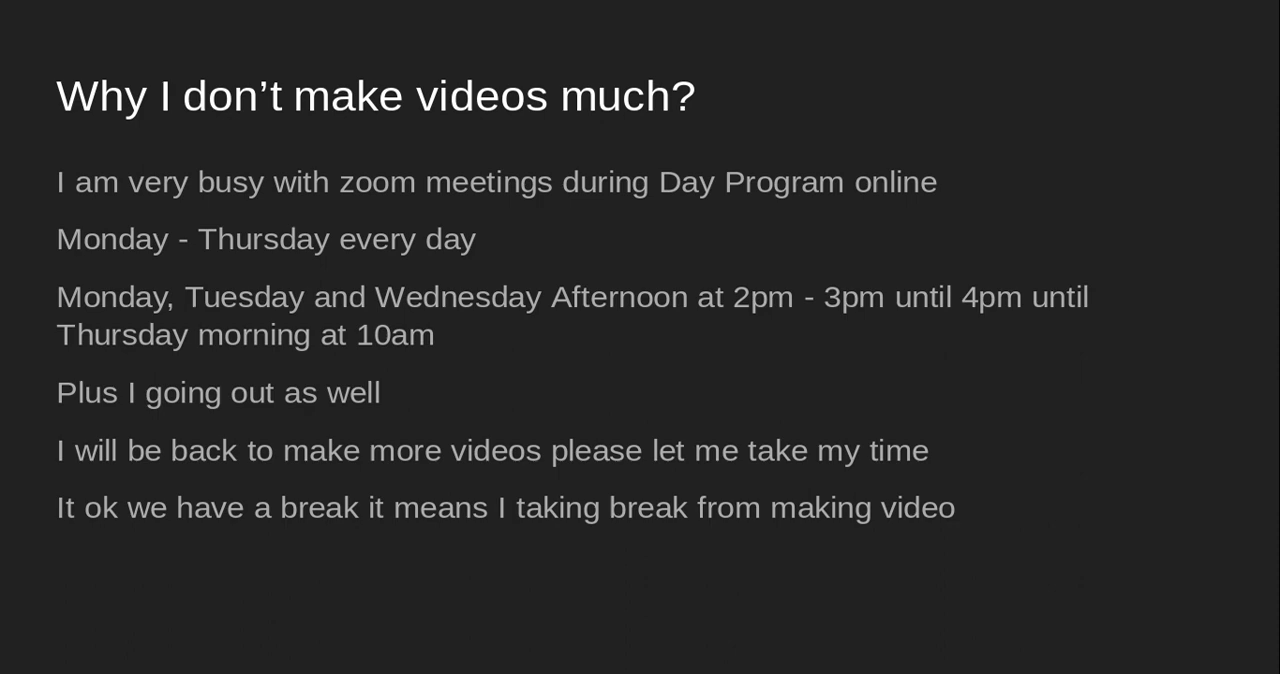 Why I don’t make videos much?
I am very busy with zoom meetings during Day Program online
Monday - Thursday every day
Monday, Tuesday and Wednesday Afternoon at 2pm - 3pm until 4pm until
Thursday morning at 10am
Plus I going out as well
I will be back to make more videos please let me take my time
It ok we have a break it means I taking break from making video